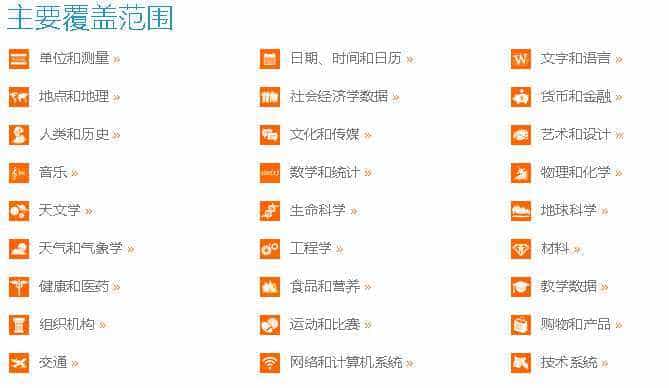 主要覆盖范围
单位和测量 » 日期、时间和日历 » 文字和语言 »
地点和地理 » 社会经济学数据 » 货币和金融 »
人类和历史 » 文化和传媒 » 艺术和设计 »
音乐 » 数学和统计 » 物理和化学 »
天文学 » 生命科学 » 地球科学 »
天气和气象学 » 工程学 » 材料 »
健康和医药 » 食品和营养 » 教学数据 »
组织机构 » 运动和比赛 » 购物和产品 »
交通 » 网络和计算机系统 » 技术系统 »